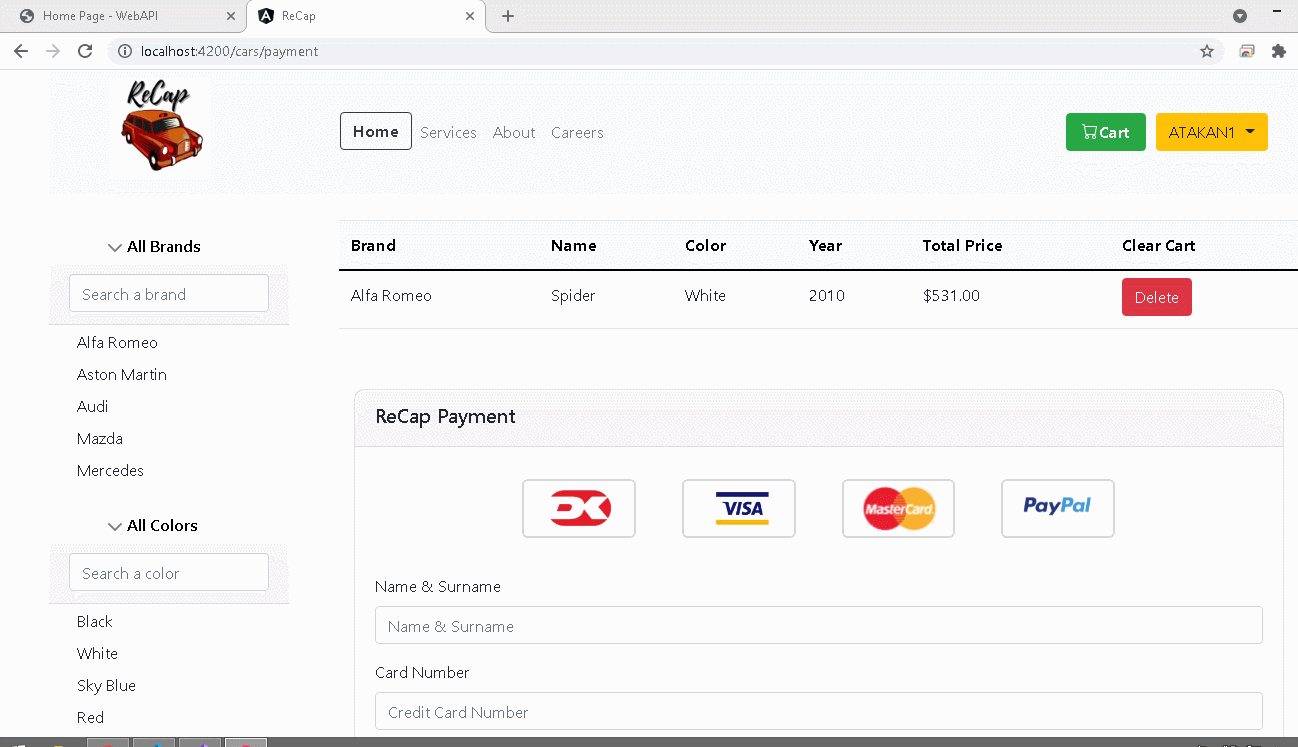 Home Page - WebAPI
ReCap
localhost:4200/cars/payment
ReCap
Home Services About Careers
Cart
ATAKAN1
All Brands
Search a brand
Alfa Romeo
Aston Martin
Audi
Mazda
Mercedes
All Colors
Search a color
Black
White
Sky Blue
Red
Brand Name Color Year Total Price Clear Cart
Alfa Romeo Spider White 2010 $531.00 Delete
ReCap Payment
VISA MasterCard PayPal
Name & Surname
Name & Surname
Card Number
Credit Card Number